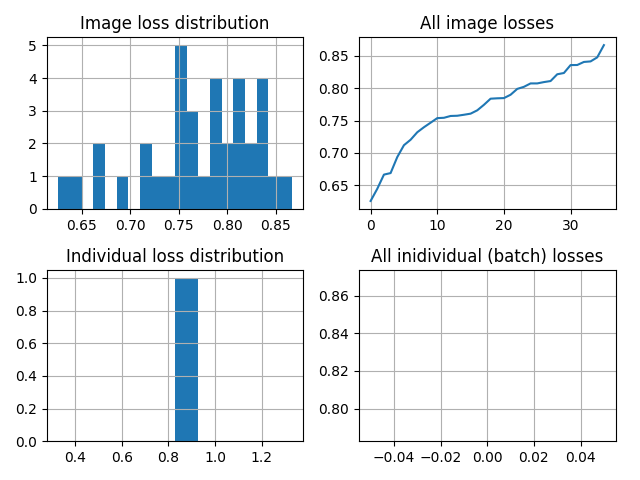 Image loss distribution
5
4
3
2
1
0
0.65 0.70 0.75 0.80 0.85
All image losses
0.85
0.80
0.75
0.70
0.65
0 10 20 30
Individual loss distribution
1.0
0.8
0.6
0.4
0.2
0.0
0.4 0.6 0.8 1.0 1.2
All inidividual (batch) losses
0.86
0.84
0.82
0.80
−0.04 −0.02 0.00 0.02 0.04